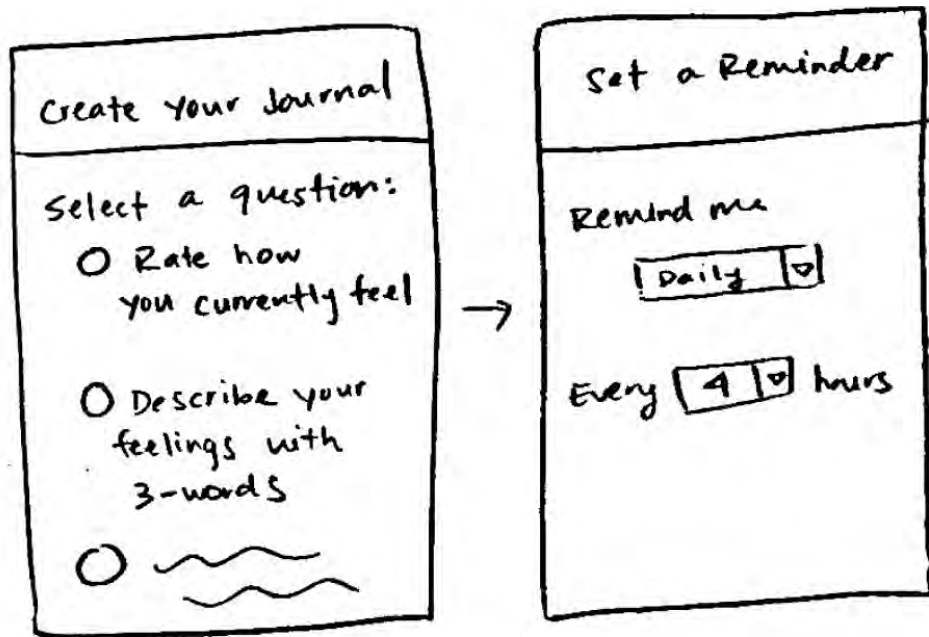 Create your Journal
Select a question:
Rate how
you currently feel
Describe your
feelings with
3-words
Set a Reminder
Remind me
Daily
Every 4 hours